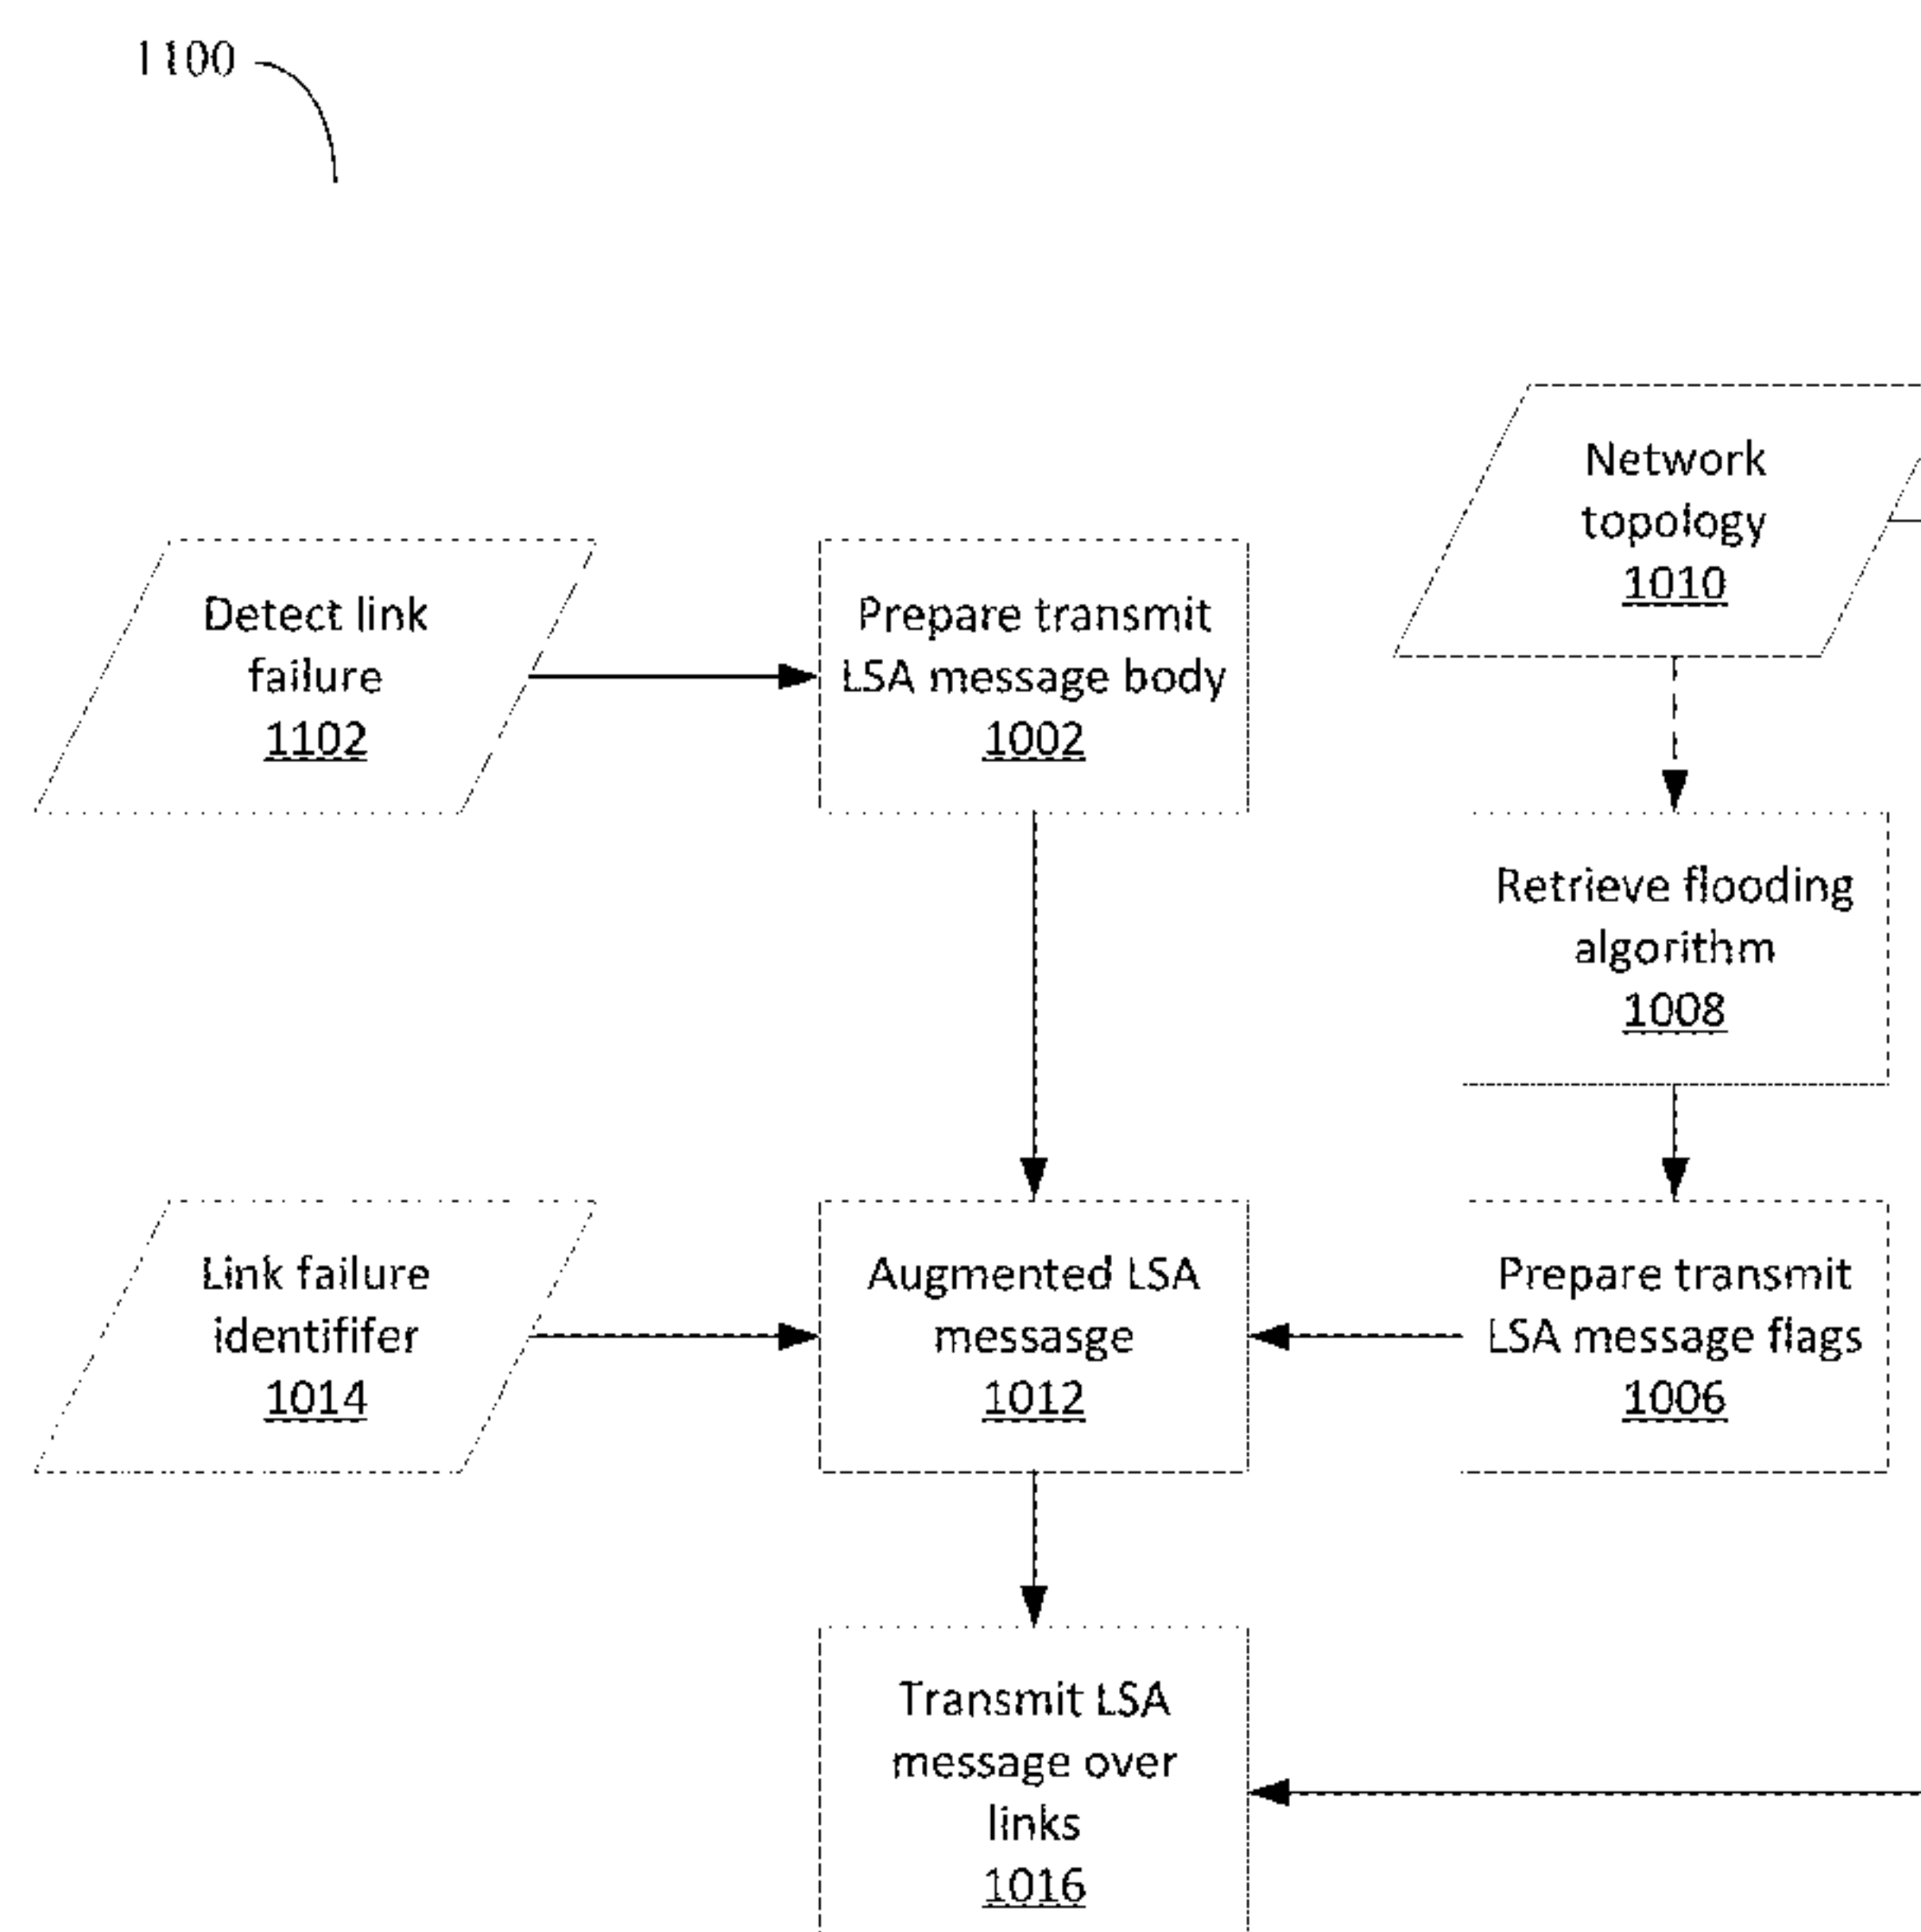 1100
Network
topology
1010
Detect link
failure
1102
Prepare transmit
LSA message body
1002
Retrieve flooding
algorithm
1008
Link failure
identififer
1014
Augmented LSA
messasge
1012
Prepare transmit
LSA message flags
1006
Transmit LSA
message over
links
1016